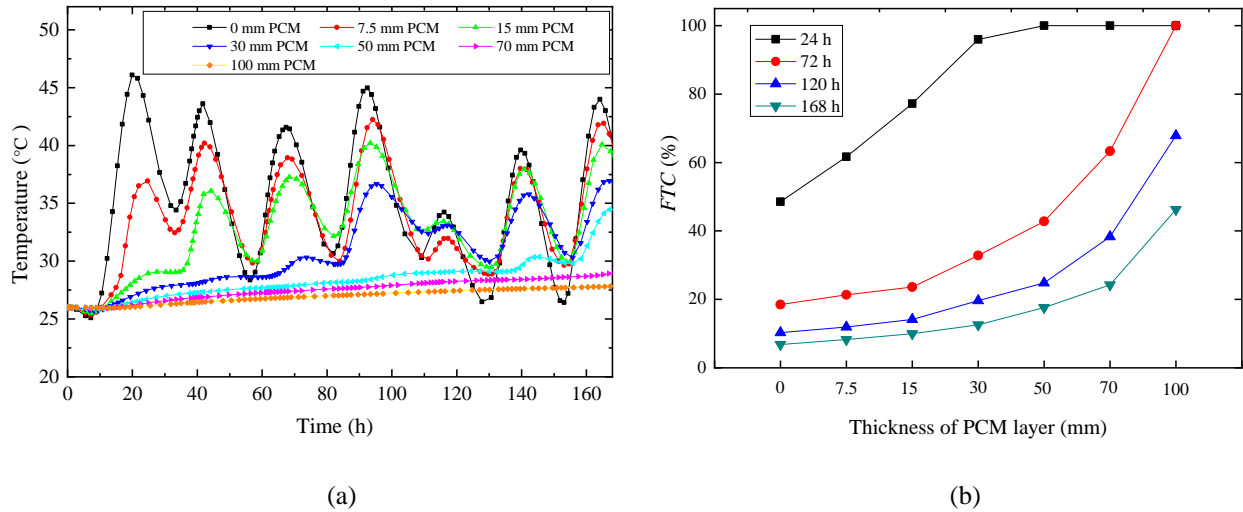 0 mm PCM 7.5 mm PCM 15 mm PCM
30 mm PCM 50 mm PCM 70 mm PCM
100 mm PCM
50
45
40
35
30
25
20
Temperature (°C)
0 20 40 60 80 100 120 140 160
Time (h)
(a)
24 h
72 h
120 h
168 h
100
80
60
40
20
0
FTC (%)
0 7.5 15 30 50 70 100
Thickness of PCM layer (mm)
(b)